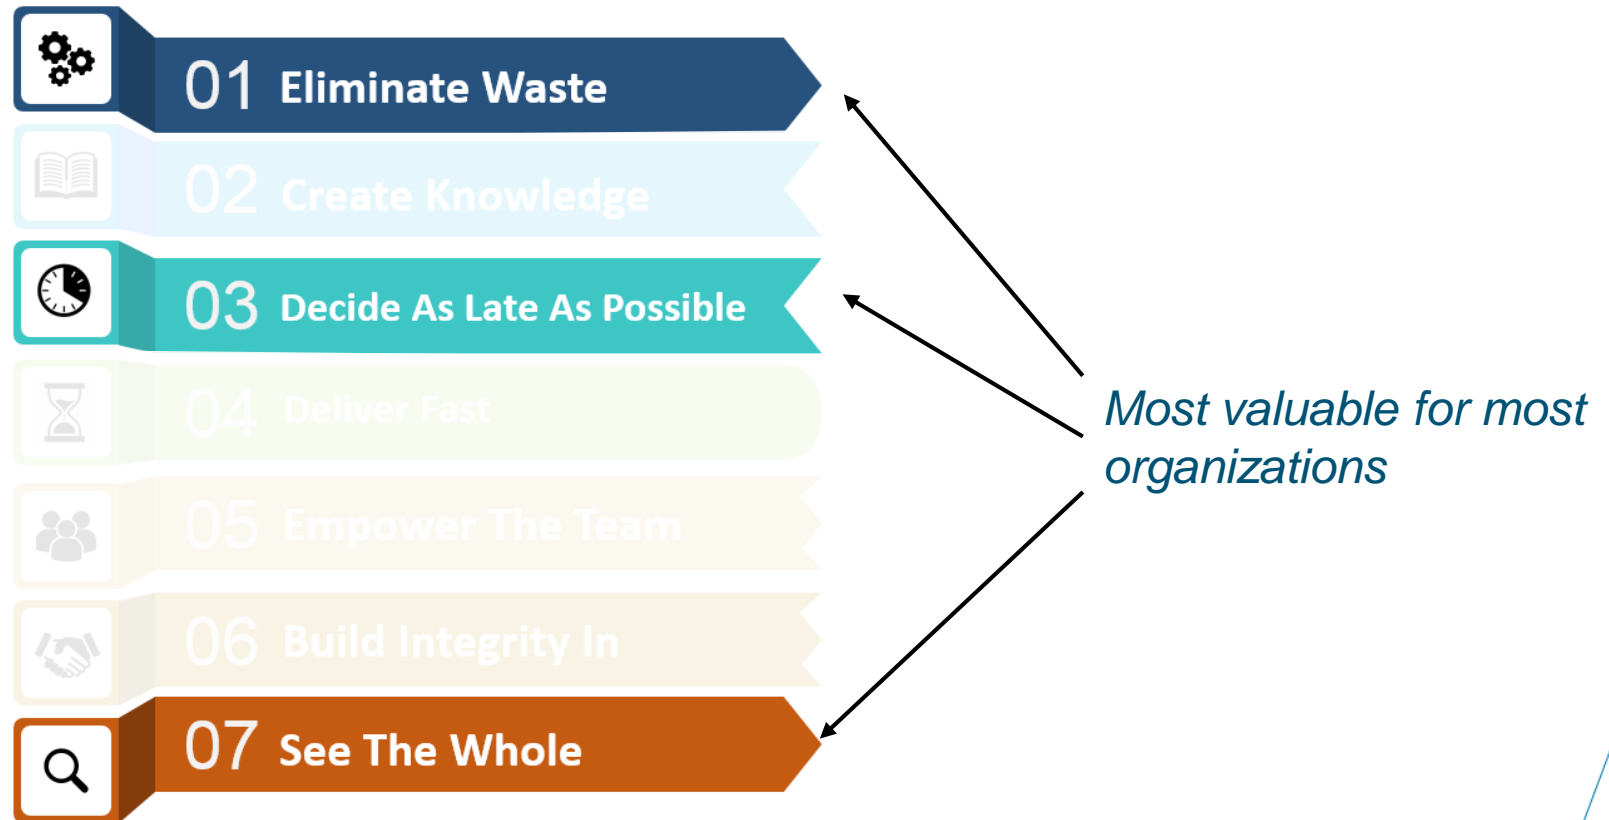 01 Eliminate Waste
02 Create Knowledge
03 Decide As Late As Possible
04 Deliver Fast
05 Empower The Team
06 Build Integrity In
07 See The Whole
Most valuable for most
organizations